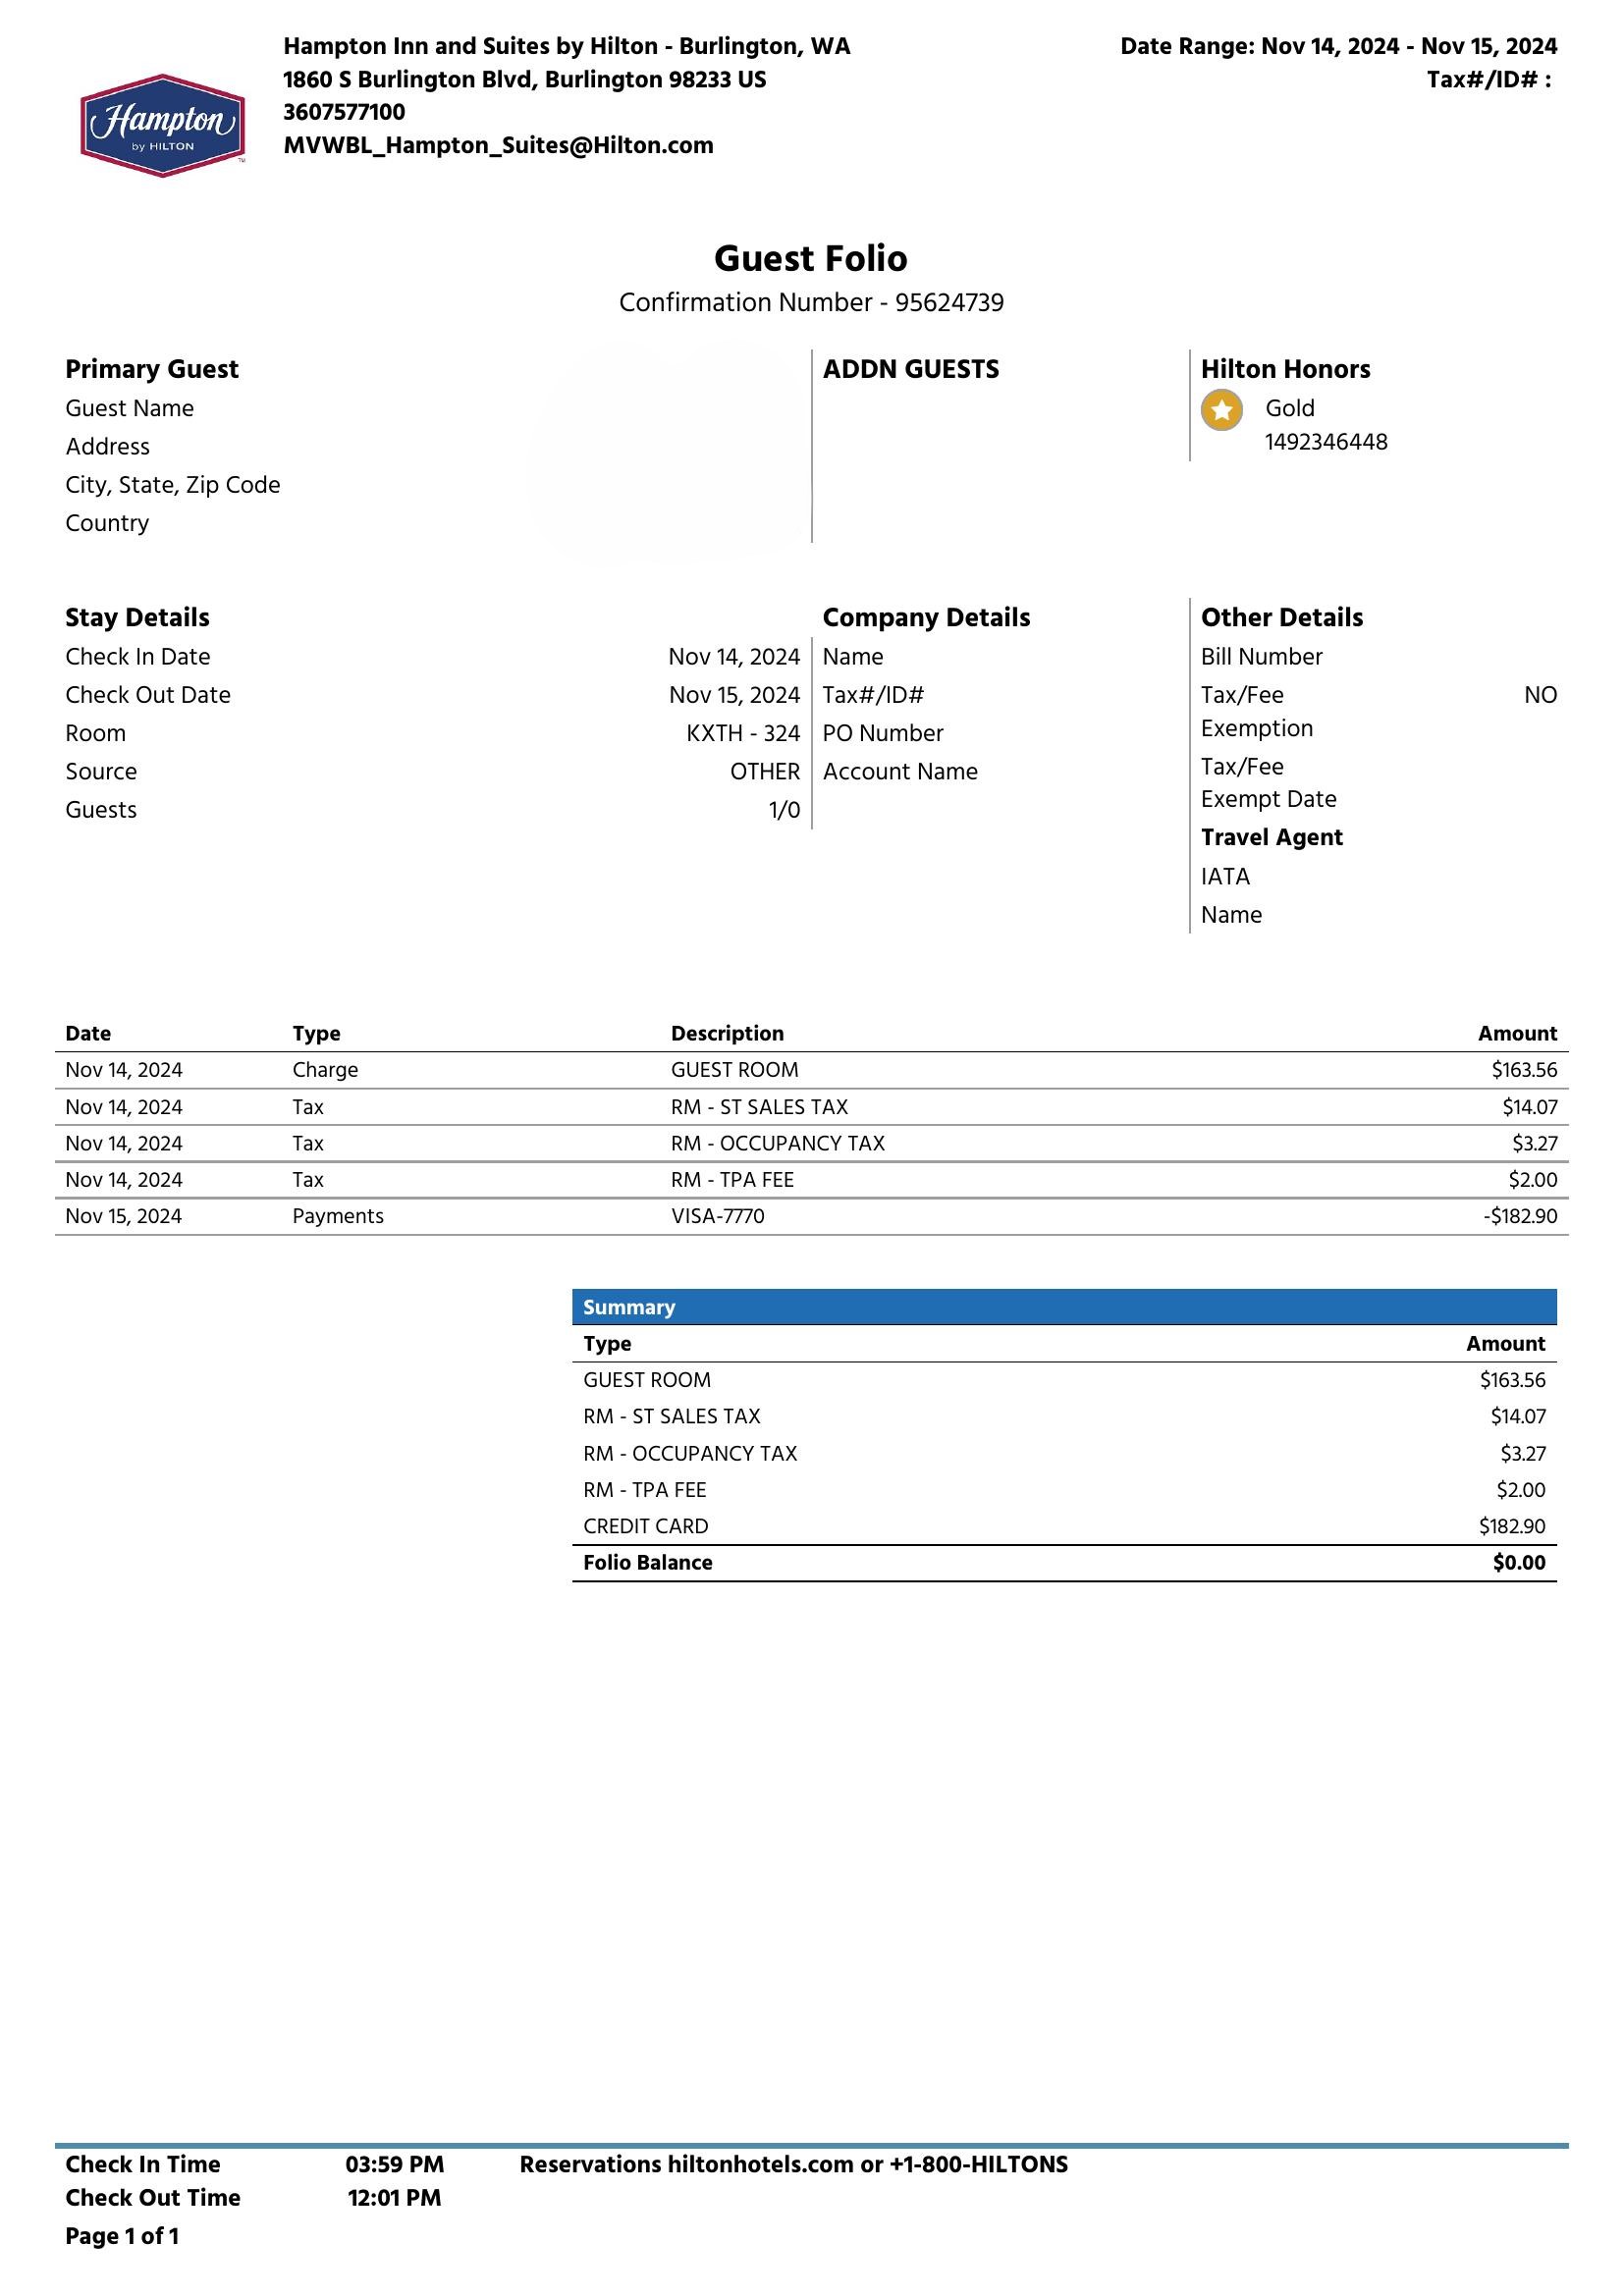 Hampton Inn and Suites by Hilton - Burlington, WA
1860 S Burlington Blvd, Burlington 98233 US
3607577100
MVWBL_Hampton_Suites@Hilton.com
Date Range: Nov 14, 2024 - Nov 15, 2024
Tax#/ID# :
Hampton
by HILTON
TM
Guest Folio
Confirmation Number - 95624739
Primary Guest
Guest Name
Address
City, State, Zip Code
Country
ADDN GUESTS
Hilton Honors
Gold
1492346448
Stay Details
Check In Date Nov 14, 2024
Check Out Date Nov 15, 2024
Room KXTH - 324
Source OTHER
Guests 1/0
Company Details
Name
Tax#/ID#
PO Number
Account Name
Other Details
Bill Number
Tax/Fee NO
Exemption
Tax/Fee
Exempt Date
Travel Agent
IATA
Name
Date Type Description Amount
Nov 14, 2024 Charge GUEST ROOM $163.56
Nov 14, 2024 Tax RM - ST SALES TAX $14.07
Nov 14, 2024 Tax RM - OCCUPANCY TAX $3.27
Nov 14, 2024 Tax RM - TPA FEE $2.00
Nov 15, 2024 Payments VISA-7770 -$182.90
Summary
Type Amount
GUEST ROOM $163.56
RM - ST SALES TAX $14.07
RM - OCCUPANCY TAX $3.27
RM - TPA FEE $2.00
CREDIT CARD $182.90
Folio Balance $0.00
Check In Time 03:59 PM Reservations hiltonhotels.com or +1-800-HILTONS
Check Out Time 12:01 PM
Page 1 of 1